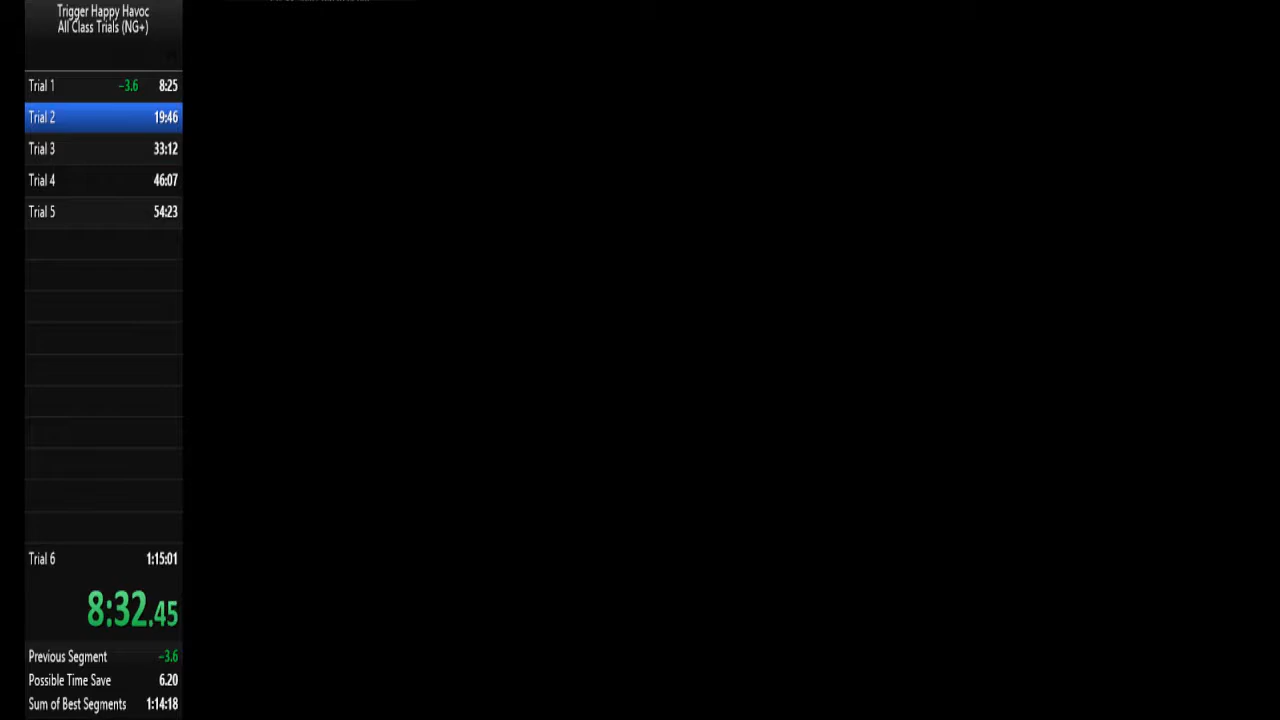 Trigger Happy Havoc
All Class Trials (NG+)
Trial 1 −3.6 8:25
Trial 2 19:46
Trial 3 33:12
Trial 4 46:07
Trial 5 54:23
Trial 6 1:15:01
8:32.45
Previous Segment −3.6
Possible Time Save 6.20
Sum of Best Segments 1:14:18